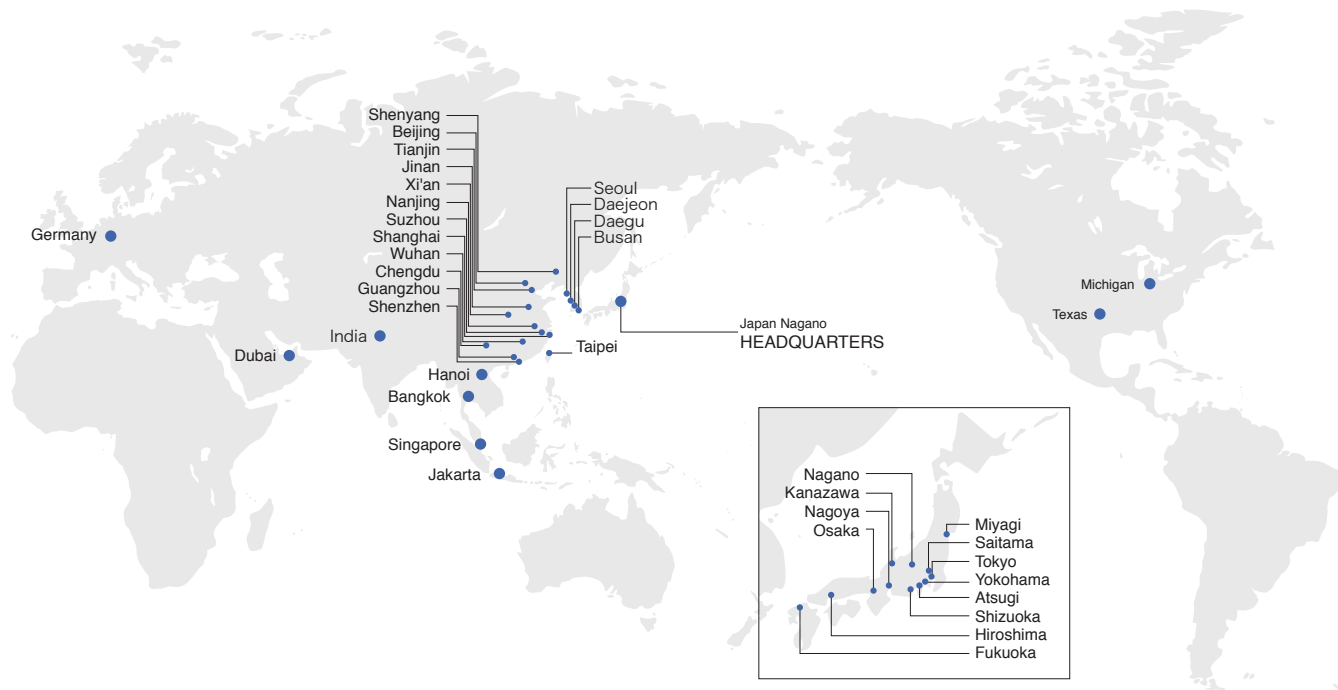 Shenyang
Beijing
Tianjin
Jinan
Xi'an
Nanjing
Suzhou
Shanghai
Wuhan
Chengdu
Guangzhou
Shenzhen
Seoul
Daejeon
Daegu
Busan
Germany
India
Dubai
Taipei
Hanoi
Bangkok
Singapore
Jakarta
Japan Nagano
HEADQUARTERS
Michigan
Texas
Nagano
Kanazawa
Nagoya
Osaka
Miyagi
Saitama
Tokyo
Yokohama
Atsugi
Shizuoka
Hiroshima
Fukuoka